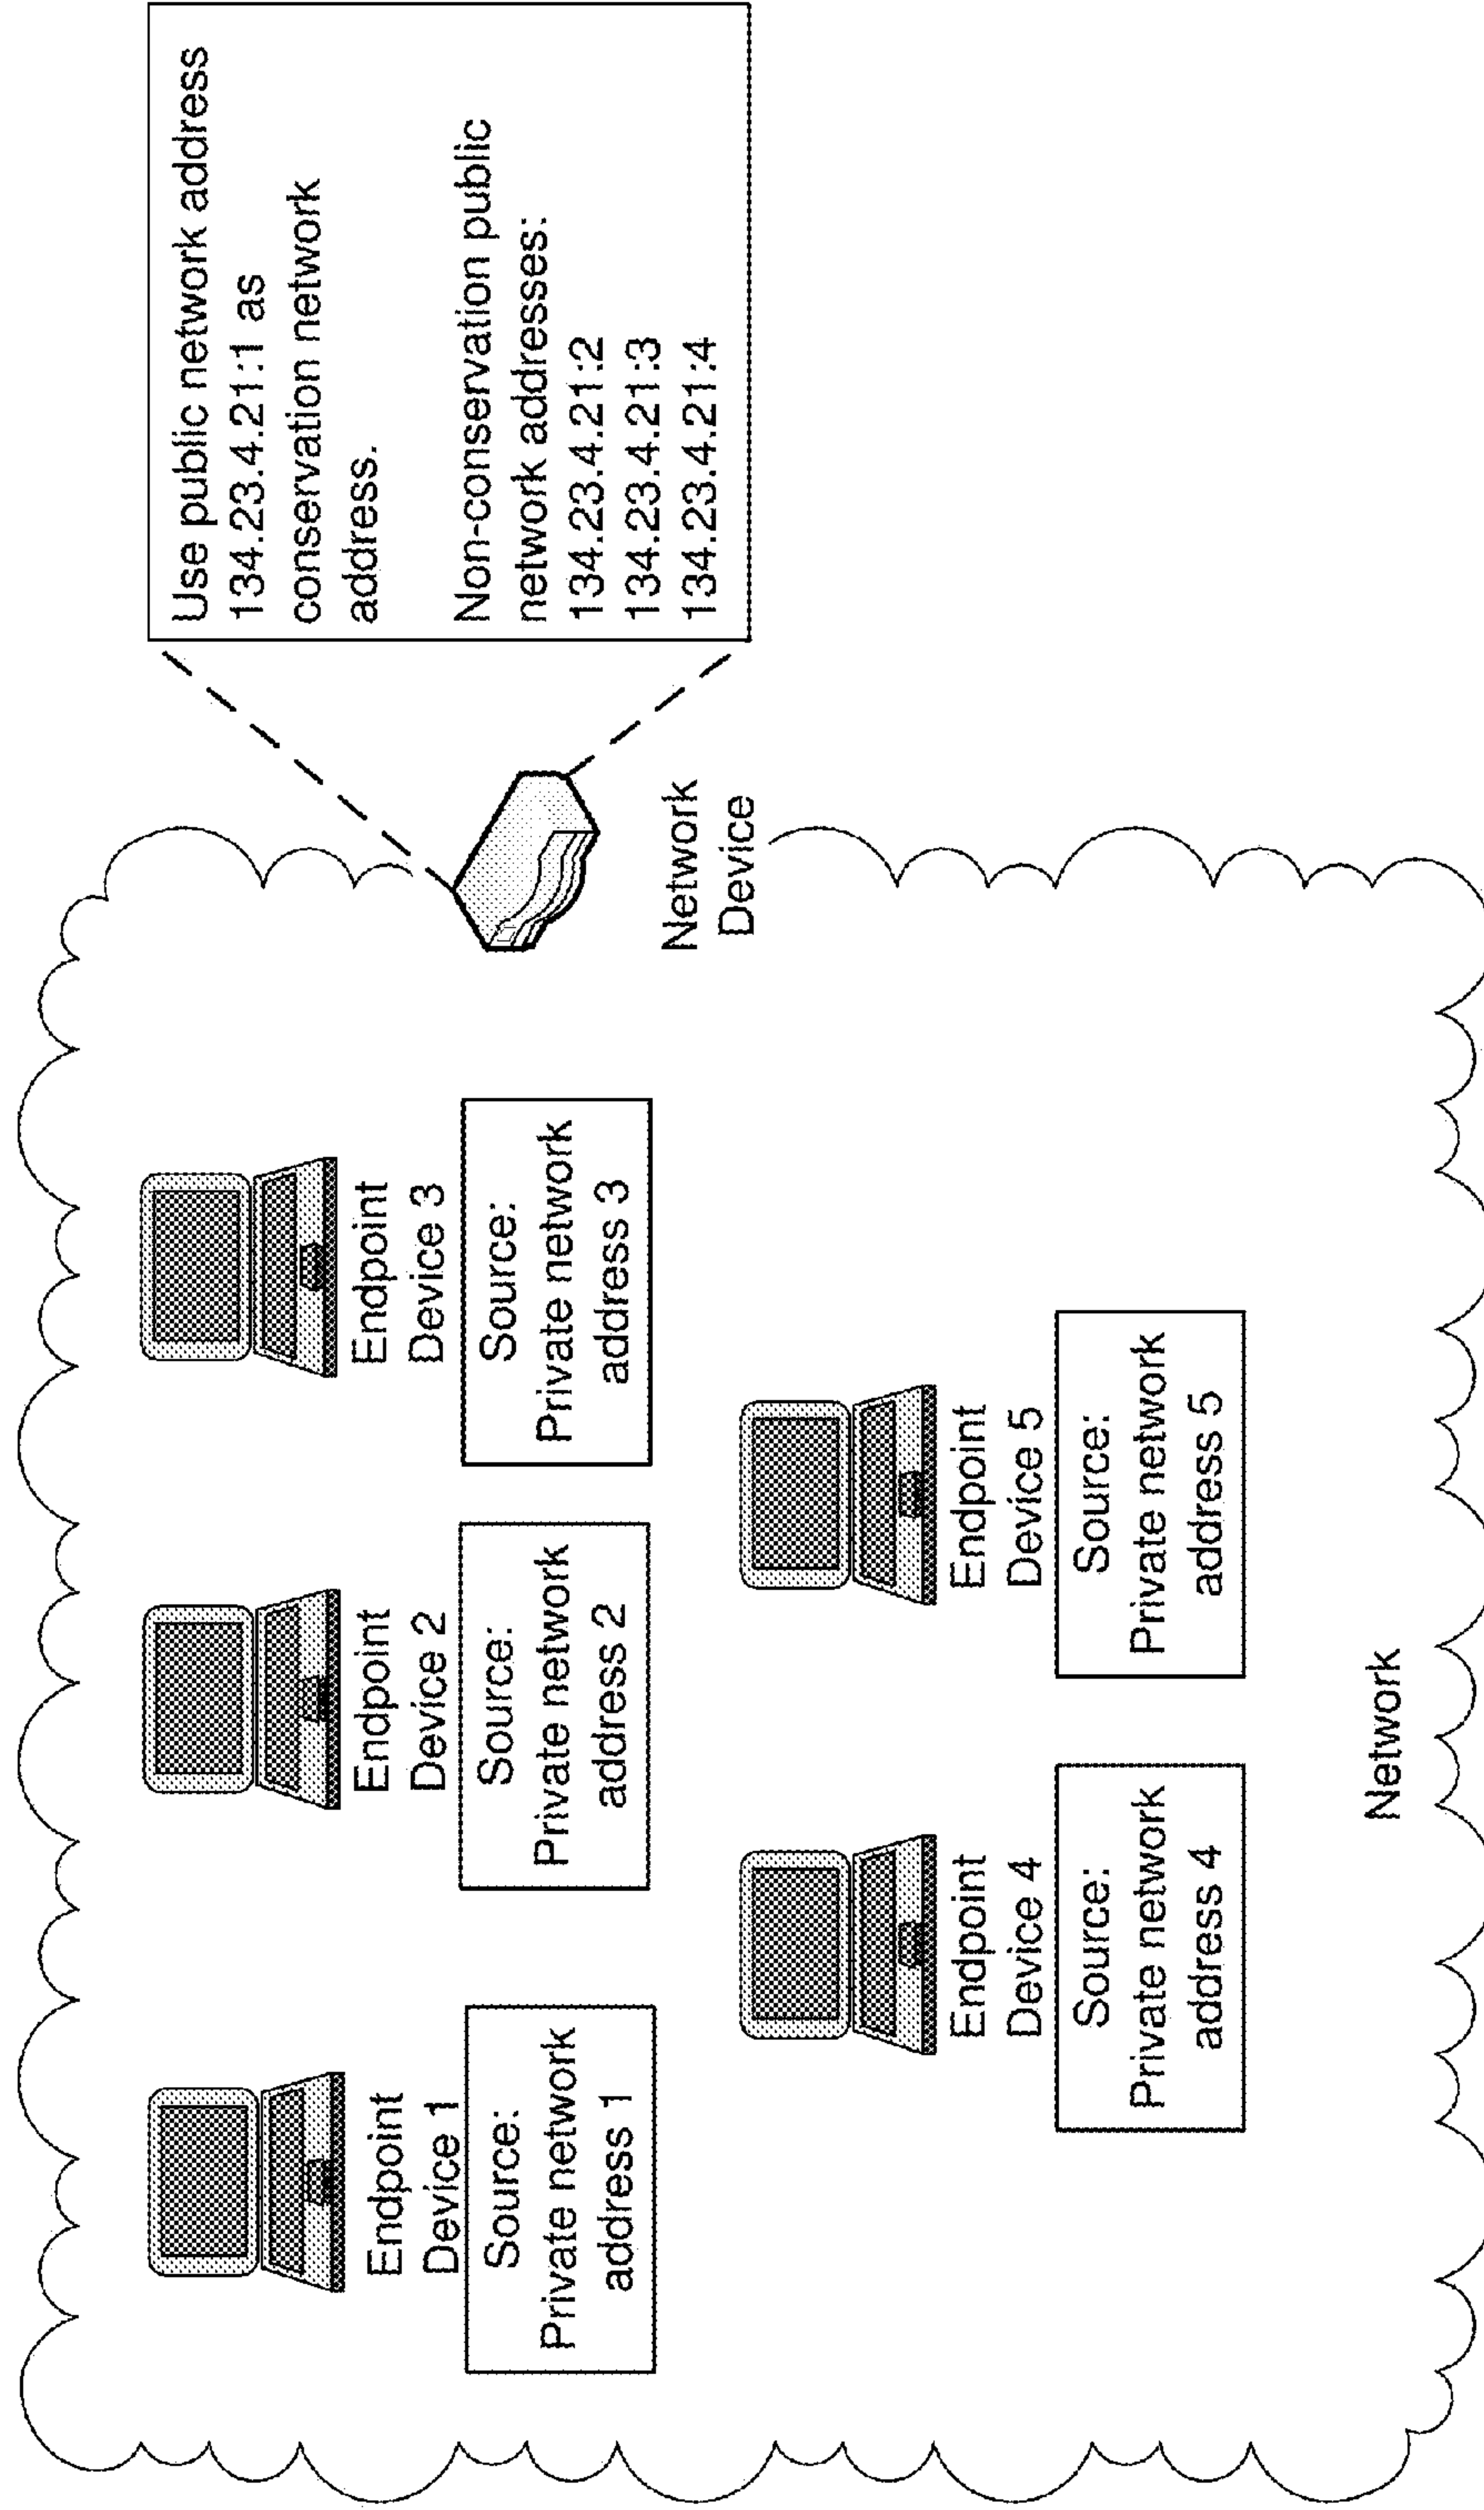 Endpoint
Device 1
Source:
Private network
address 1
Endpoint
Device 2
Source:
Private network
address 2
Endpoint
Device 3
Source:
Private network
address 3
Endpoint
Device 4
Source:
Private network
address 4
Endpoint
Device 5
Source:
Private network
address 5
Network
Network
Device
Use public network address
134.23.4.21:1 as
conservation network
address.
Non-conservation public
network addresses:
134.23.4.21:2
134.23.4.21:3
134.23.4.21:4